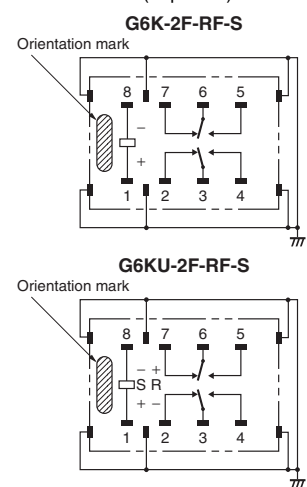 G6K-2F-RF-S
Orientation mark
8 7 6 5
−
+
1 2 3 4
G6KU-2F-RF-S
Orientation mark
8 7 6 5
− +
S R
+ −
1 2 3 4